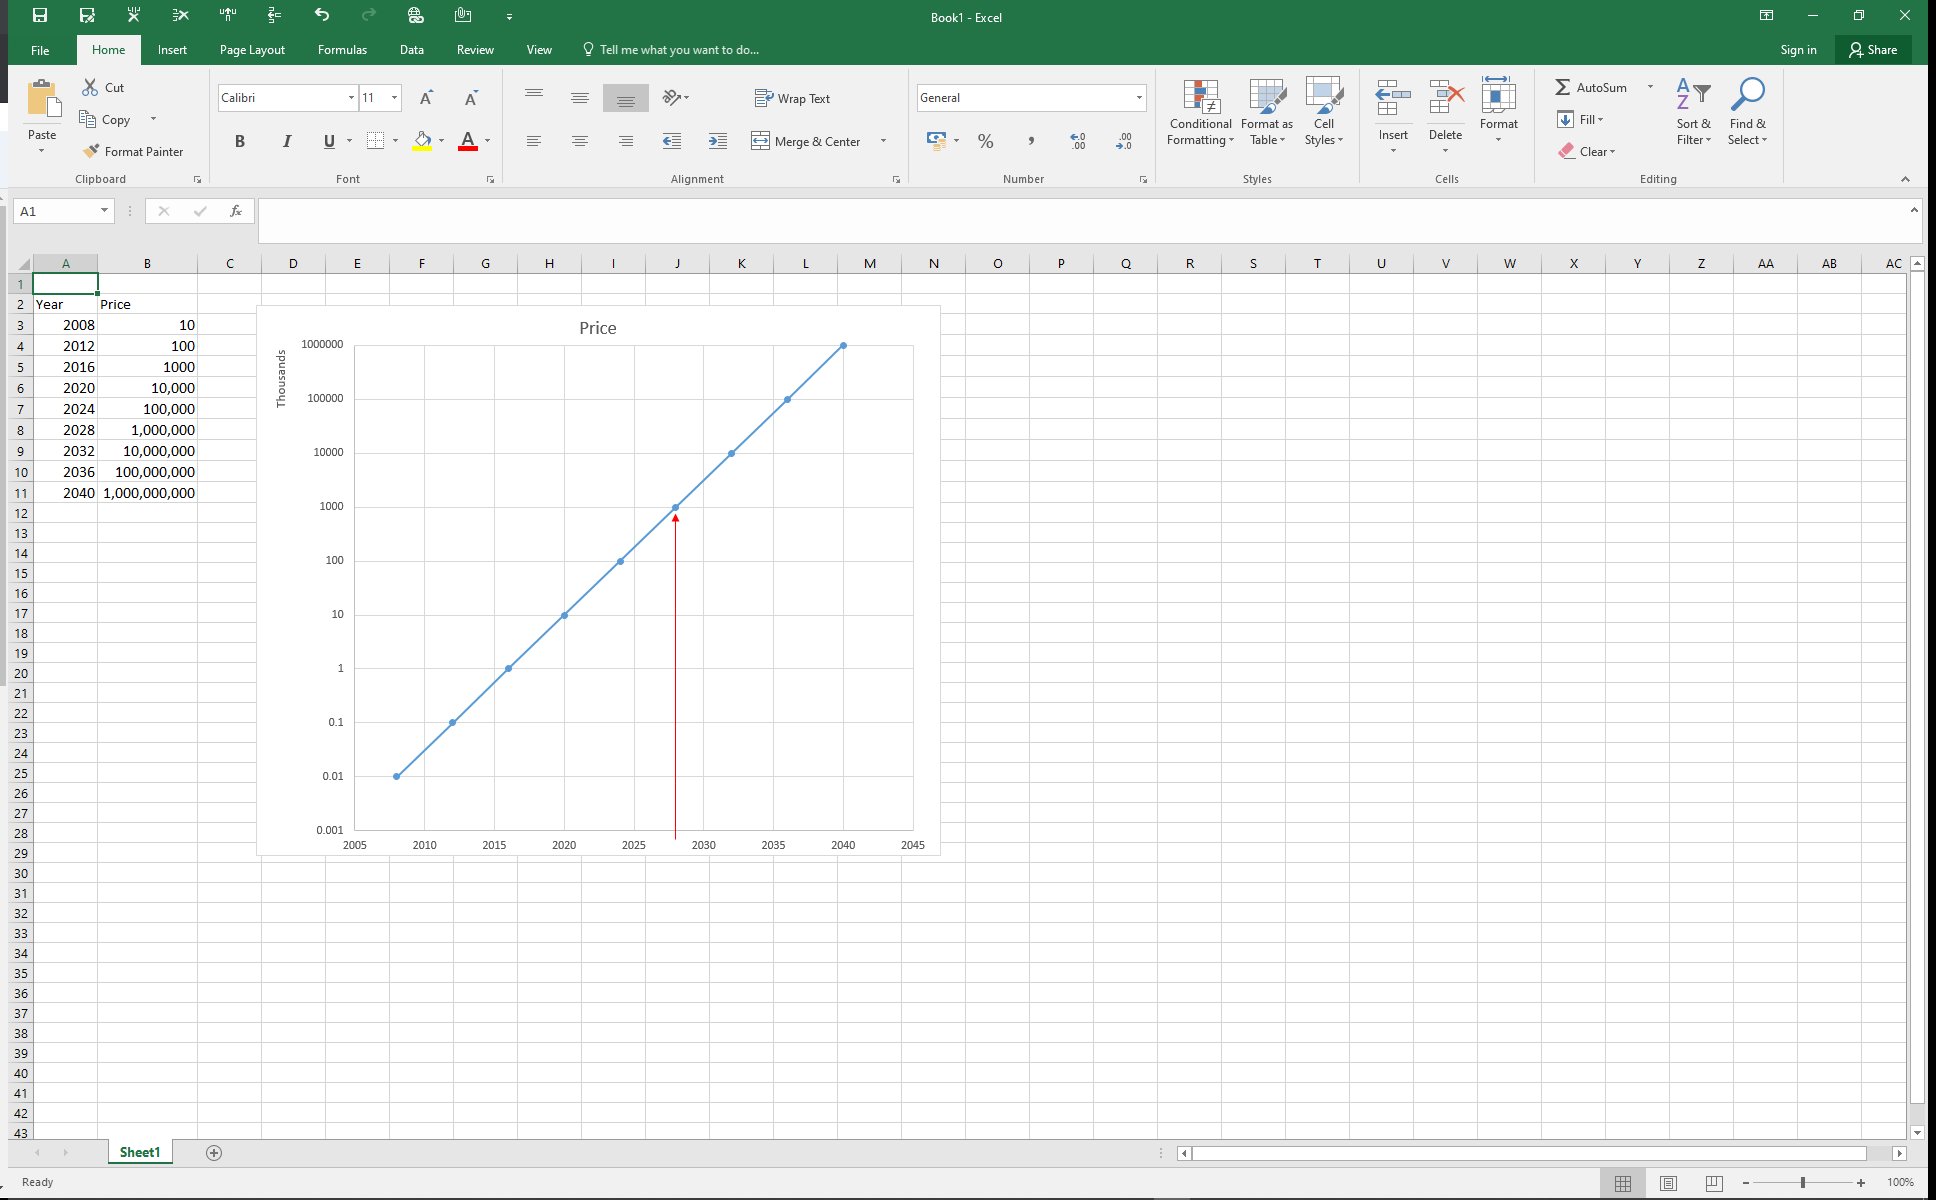 Book1 - Excel
File Home Insert Page Layout Formulas Data Review View Tell me what you want to do... Sign in Share
Paste
Cut
Copy
Format Painter
Clipboard
Calibri 11
B I U A
Font
Wrap Text
Merge & Center
Alignment
General
% , .0 .00 .00 .0
Number
Conditional Formatting
Format as Table
Cell Styles
Styles
Insert Delete Format
Cells
AutoSum
Fill
Clear
Sort & Filter
Find & Select
Editing
A1 fx
A B C D E F G H I J K L M N O P Q R S T U V W X Y Z AA AB AC
1
2 Year Price
3 2008 10
4 2012 100
5 2016 1000
6 2020 10,000
7 2024 100,000
8 2028 1,000,000
9 2032 10,000,000
10 2036 100,000,000
11 2040 1,000,000,000
12
13
14
15
16
17
18
19
20
21
22
23
24
25
26
27
28
29
30
31
32
33
34
35
36
37
38
39
40
41
42
43
Price
Thousands
1000000
100000
10000
1000
100
10
1
0.1
0.01
0.001
2005 2010 2015 2020 2025 2030 2035 2040 2045
Sheet1
Ready
100%